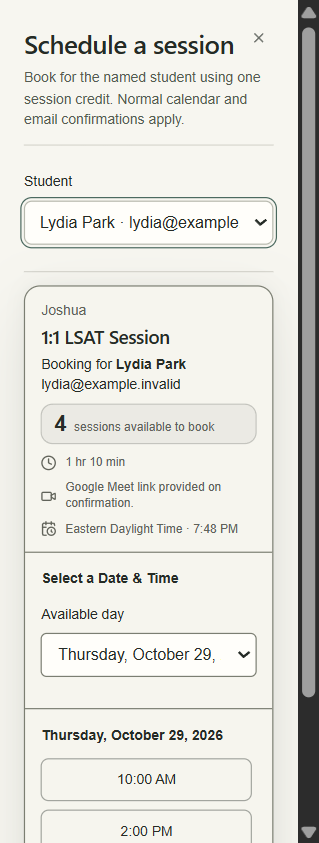 Schedule a session
Book for the named student using one
session credit. Normal calendar and
email confirmations apply.
Student
Lydia Park · lydia@example
Joshua
1:1 LSAT Session
Booking for Lydia Park
lydia@example.invalid
4 sessions available to book
1 hr 10 min
Google Meet link provided on
confirmation.
Eastern Daylight Time · 7:48 PM
Select a Date & Time
Available day
Thursday, October 29,
Thursday, October 29, 2026
10:00 AM
2:00 PM